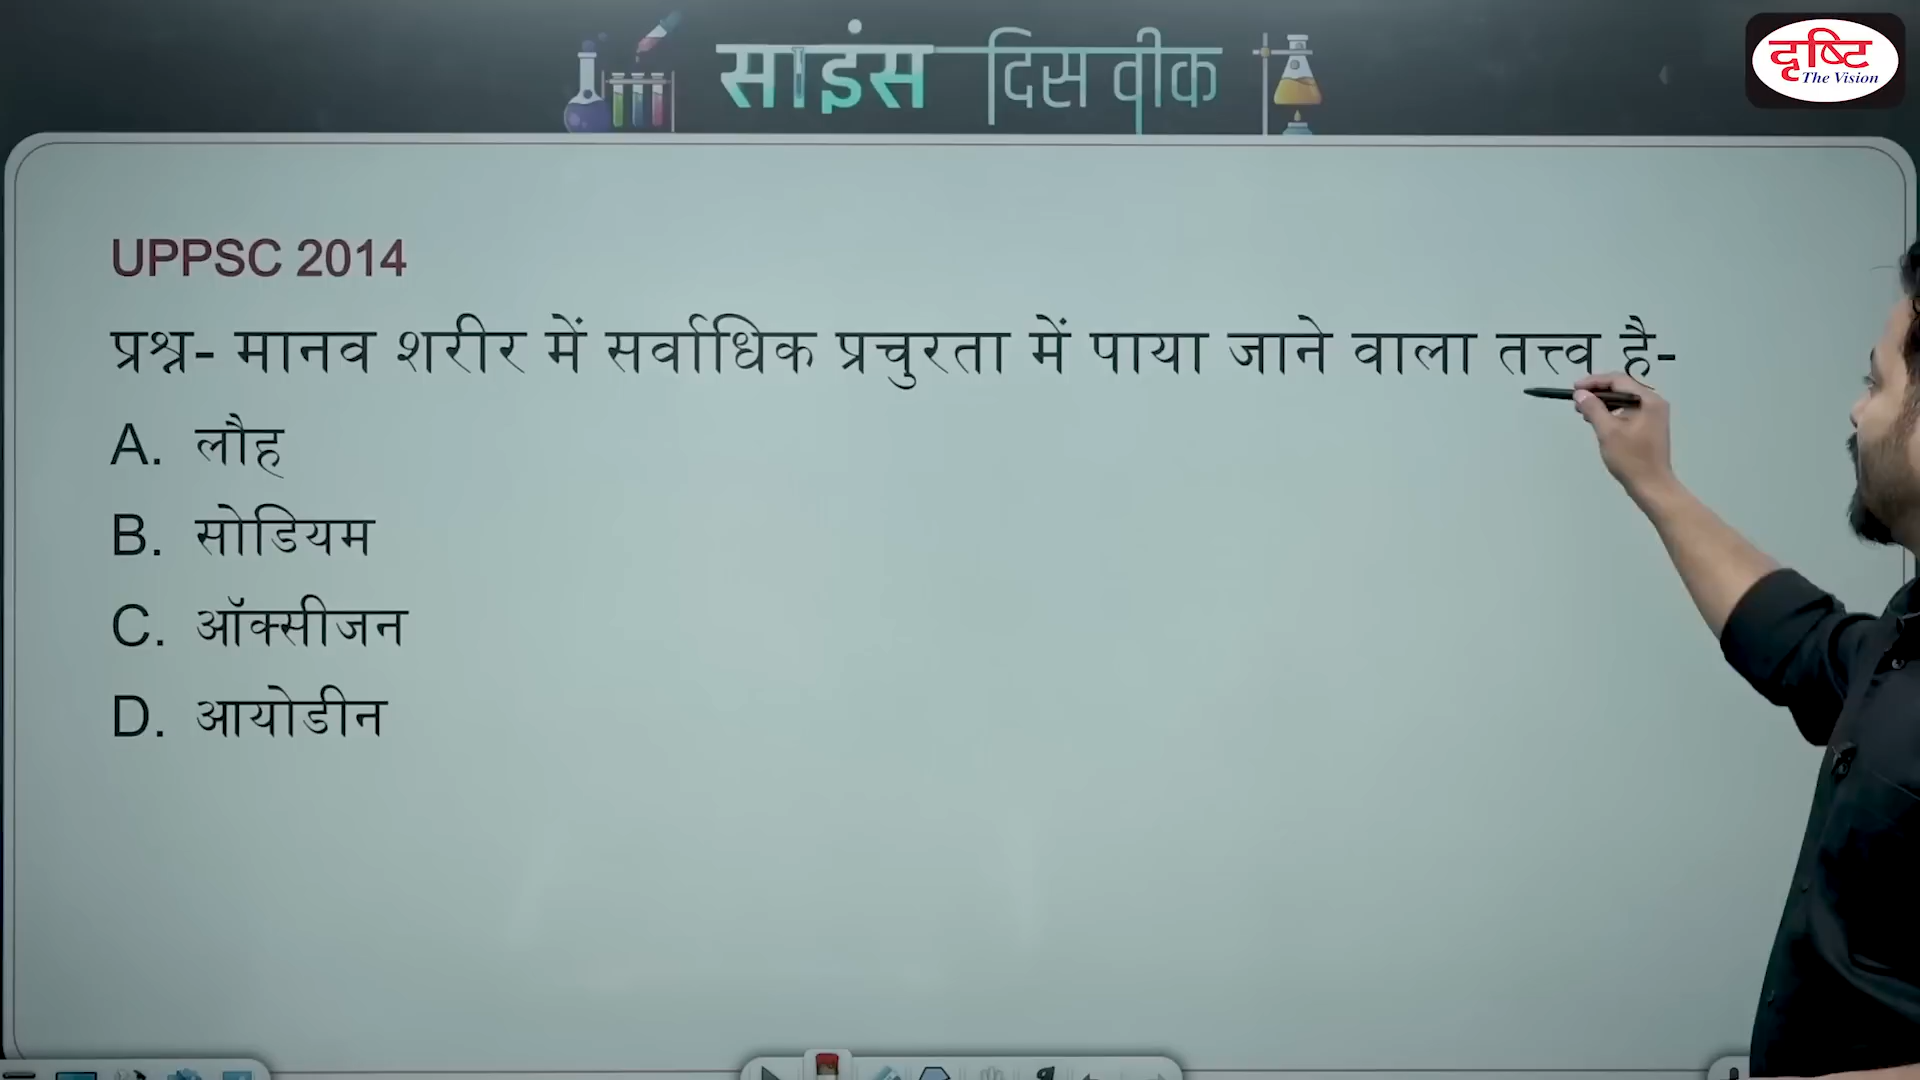 साइंस दिस वीक
दृष्टि
The Vision
UPPSC 2014
प्रश्न- मानव शरीर में सर्वाधिक प्रचुरता में पाया जाने वाला तत्त्व है-
A. लौह
B. सोडियम
C. ऑक्सीजन
D. आयोडीन